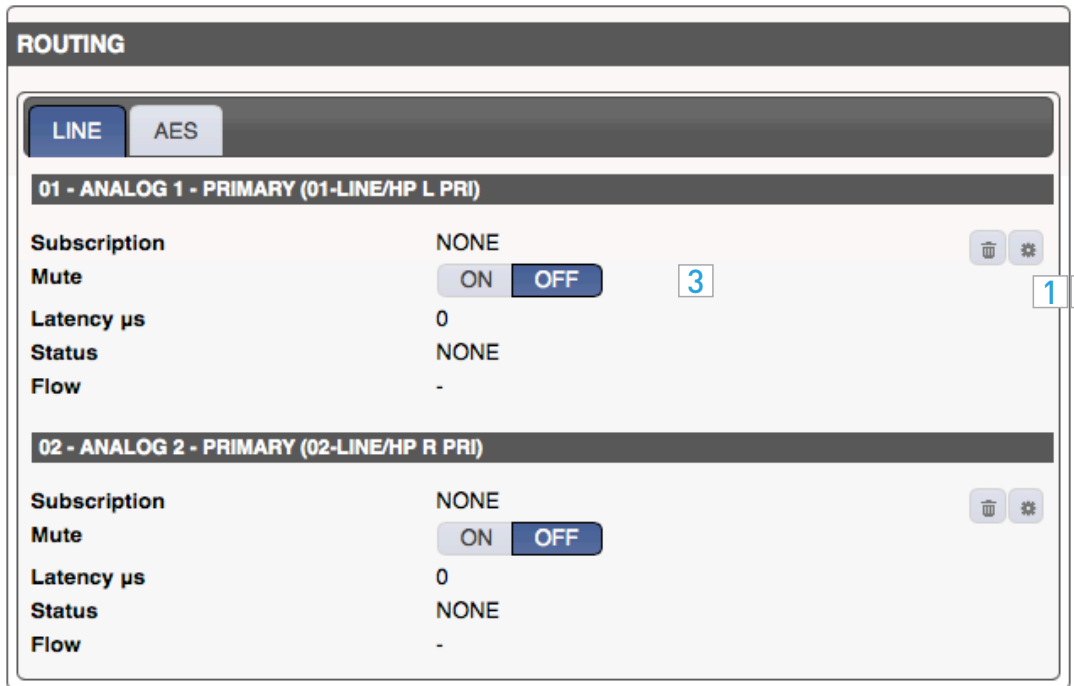 ROUTING
LINE AES
01 - ANALOG 1 - PRIMARY (01-LINE/HP L PRI)
Subscription NONE
Mute ON OFF 3
1
Latency µs 0
Status NONE
Flow -
02 - ANALOG 2 - PRIMARY (02-LINE/HP R PRI)
Subscription NONE
Mute ON OFF
Latency µs 0
Status NONE
Flow -